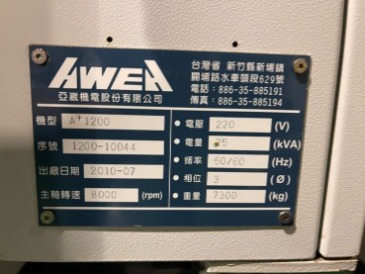 AWEA
亞崴機電股份有限公司
台灣省 新竹縣新埔鎮
關埔路水車頭段629號
電話：886-35-885191
傳真：886-35-885194
機型 A+1200
序號 1200-10044
出廠日期 2010-07
主軸轉速 8000 (rpm)
• 電壓 220 (V)
• 電量 25 (kVA)
• 頻率 50/60 (Hz)
• 相位 3 (Ø)
• 重量 7300 (kg)